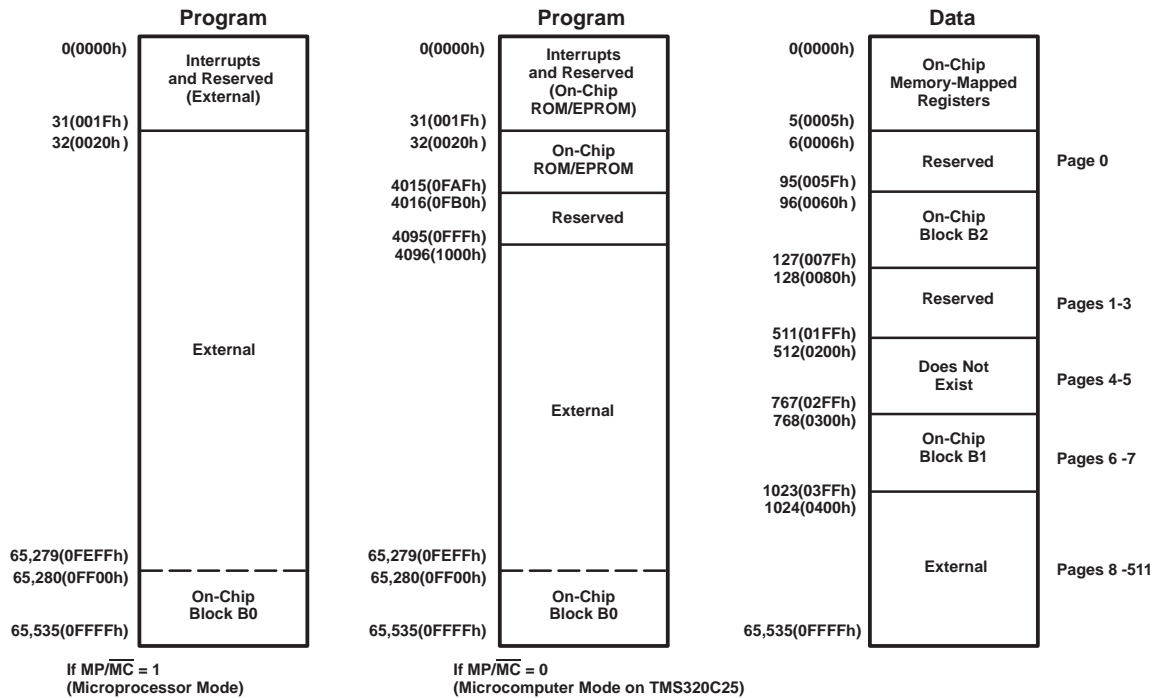 Program
0(0000h)
Interrupts
and Reserved
(External)
31(001Fh)
32(0020h)
External
65,279(0FEFFh)
65,280(0FF00h)
On-Chip
Block B0
65,535(0FFFFh)
If MP/MC = 1
(Microprocessor Mode)
Program
0(0000h)
Interrupts
and Reserved
(On-Chip
ROM/EPROM)
31(001Fh)
32(0020h)
On-Chip
ROM/EPROM
4015(0FAFh)
4016(0FB0h)
Reserved
4095(0FFFh)
4096(1000h)
External
65,279(0FEFFh)
65,280(0FF00h)
On-Chip
Block B0
65,535(0FFFFh)
If MP/MC = 0
(Microcomputer Mode on TMS320C25)
Data
0(0000h)
On-Chip
Memory-Mapped
Registers
5(0005h)
6(0006h)
Reserved
Page 0
95(005Fh)
96(0060h)
On-Chip
Block B2
127(007Fh)
128(0080h)
Reserved
Pages 1-3
511(01FFh)
512(0200h)
Does Not
Exist
Pages 4-5
767(02FFh)
768(0300h)
On-Chip
Block B1
Pages 6 -7
1023(03FFh)
1024(0400h)
External
Pages 8 -511
65,535(0FFFFh)